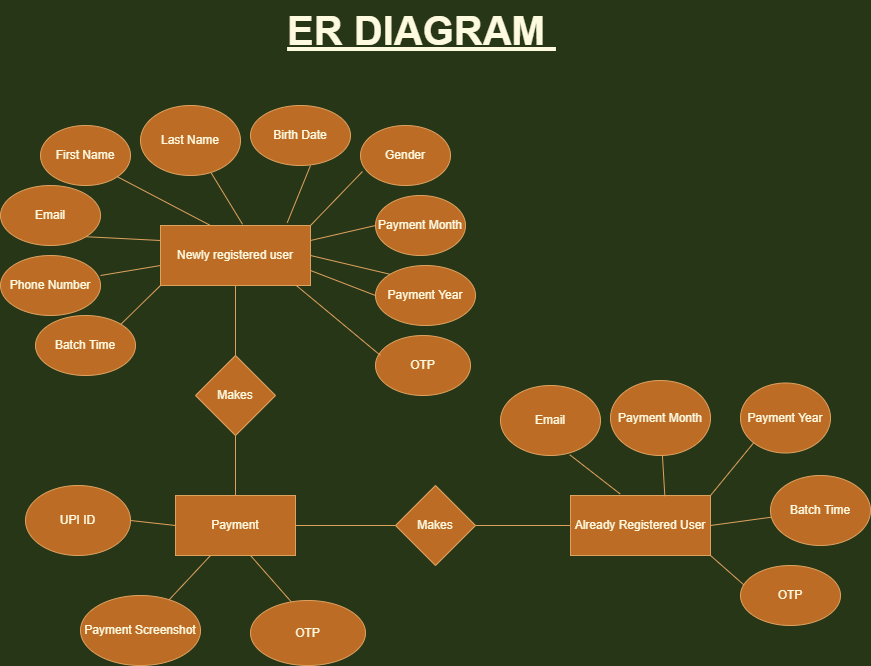 ER DIAGRAM
First Name
Last Name
Birth Date
Gender
Email
Payment Month
Newly registered user
Phone Number
Payment Year
Batch Time
OTP
Makes
Email
Payment Month
Payment Year
UPI ID
Payment
Makes
Already Registered User
Batch Time
Payment Screenshot
OTP
OTP